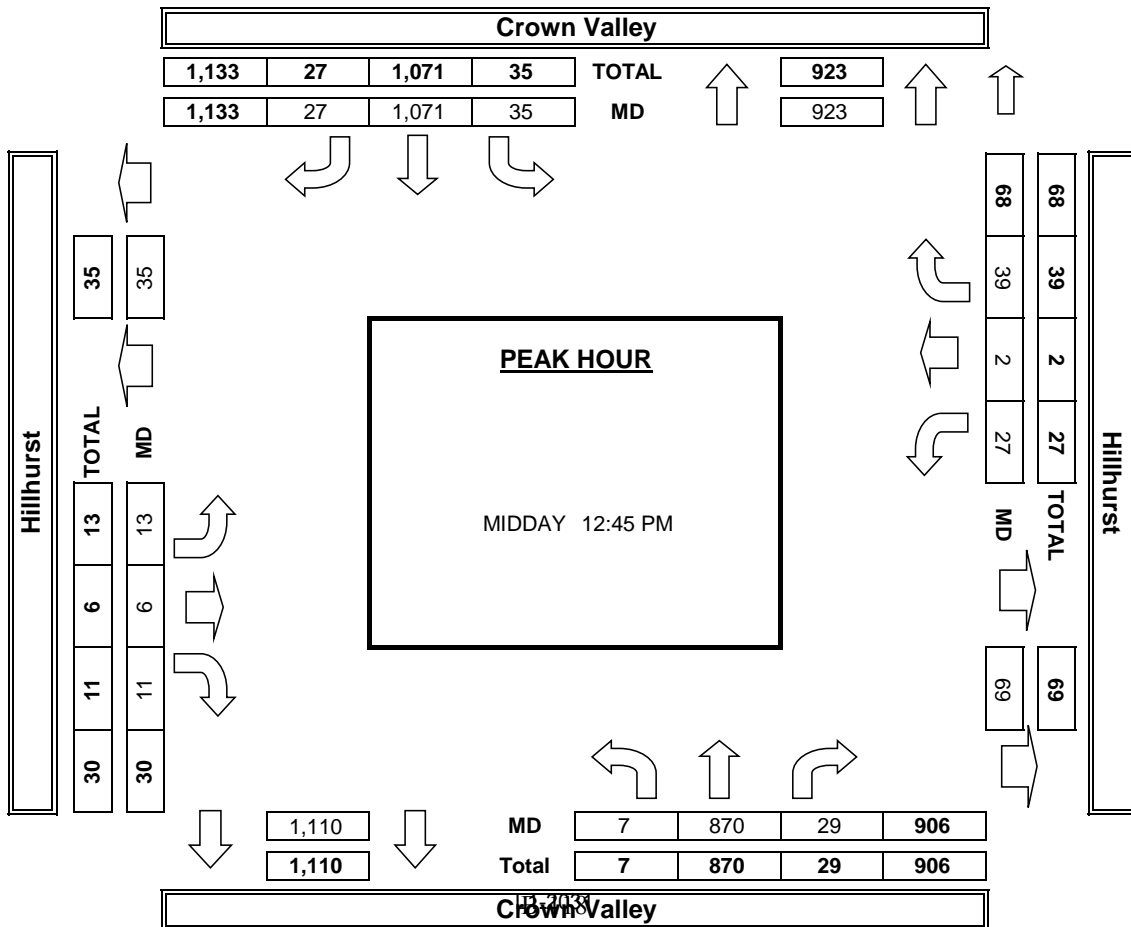 Crown Valley
1,133 27 1,071 35 TOTAL 923
1,133 27 1,071 35 MD 923
Hillhurst
TOTAL
MD
35 35
13 13
6 6
11 11
30 30
PEAK HOUR
MIDDAY 12:45 PM
68 68
39 39
2 2
27 27
MD
TOTAL
69 69
Hillhurst
1,110 MD 7 870 29 906
1,110 Total 7 870 29 906
Crown Valley